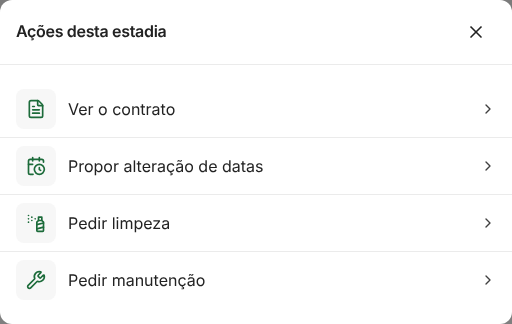 Ações desta estadia
Ver o contrato
Propor alteração de datas
Pedir limpeza
Pedir manutenção